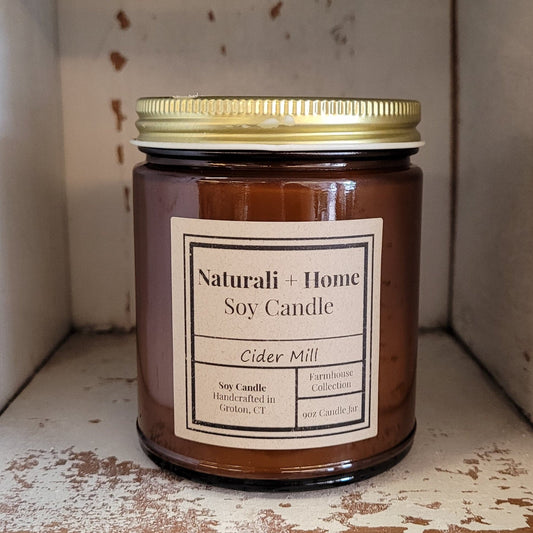 Naturali + Home
Soy Candle
Cider Mill
Soy Candle
Handcrafted in
Groton, CT
Farmhouse
Collection
9oz Candle Jar